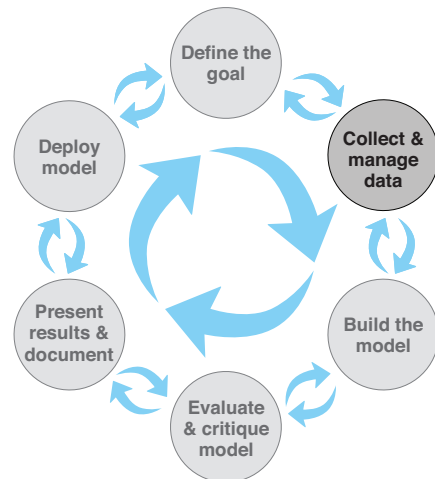 Define the
goal
Collect &
manage
data
Build the
model
Evaluate
& critique
model
Present
results &
document
Deploy
model